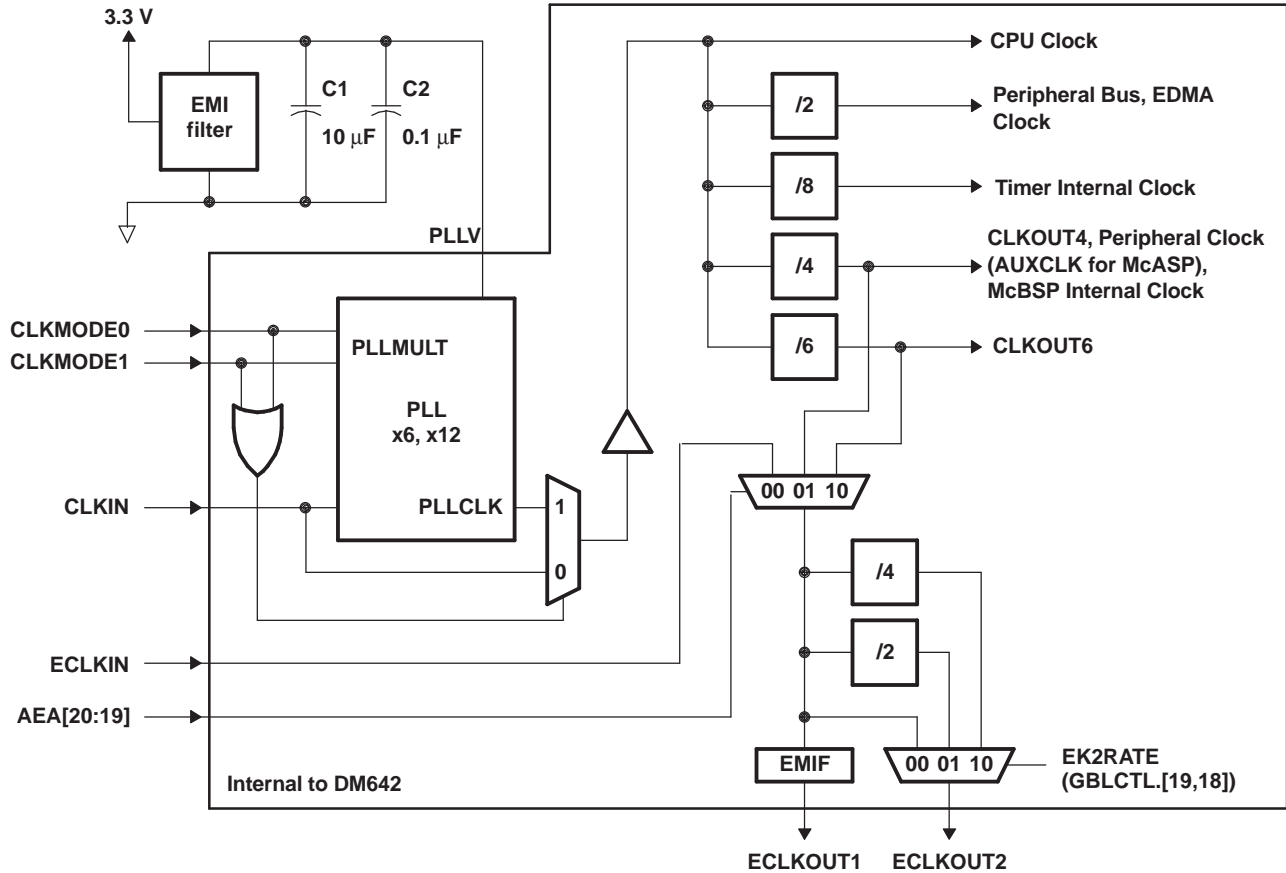 3.3 V
EMI
filter
C1
10 µF
C2
0.1 µF
PLLV
CPU Clock
/2
Peripheral Bus, EDMA
Clock
/8
Timer Internal Clock
/4
CLKOUT4, Peripheral Clock
(AUXCLK for McASP),
McBSP Internal Clock
/6
CLKOUT6
CLKMODE0
CLKMODE1
PLLMULT
PLL
x6, x12
CLKIN
PLLCLK
1
0
00 01 10
/4
/2
ECLKIN
AEA[20:19]
EMIF
00 01 10
EK2RATE
(GBLCTL.[19,18])
Internal to DM642
ECLKOUT1
ECLKOUT2